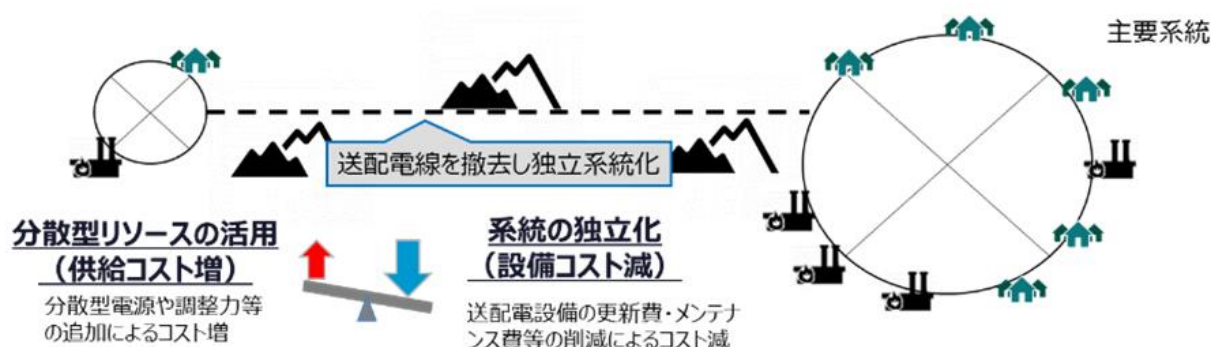 主要系統
送配電線を撤去し独立系統化
分散型リソースの活用
（供給コスト増）
分散型電源や調整力等
の追加によるコスト増
系統の独立化
（設備コスト減）
送配電設備の更新費・メンテナ
ンス費等の削減によるコスト減